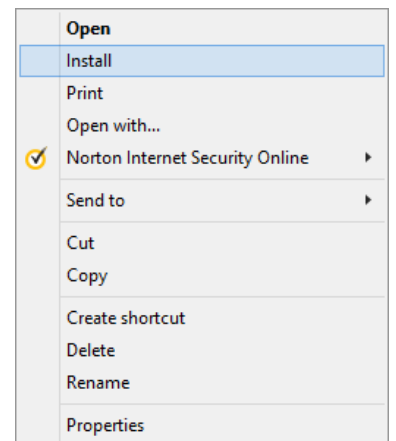 Open
Install
Print
Open with...
Norton Internet Security Online
Send to
Cut
Copy
Create shortcut
Delete
Rename
Properties